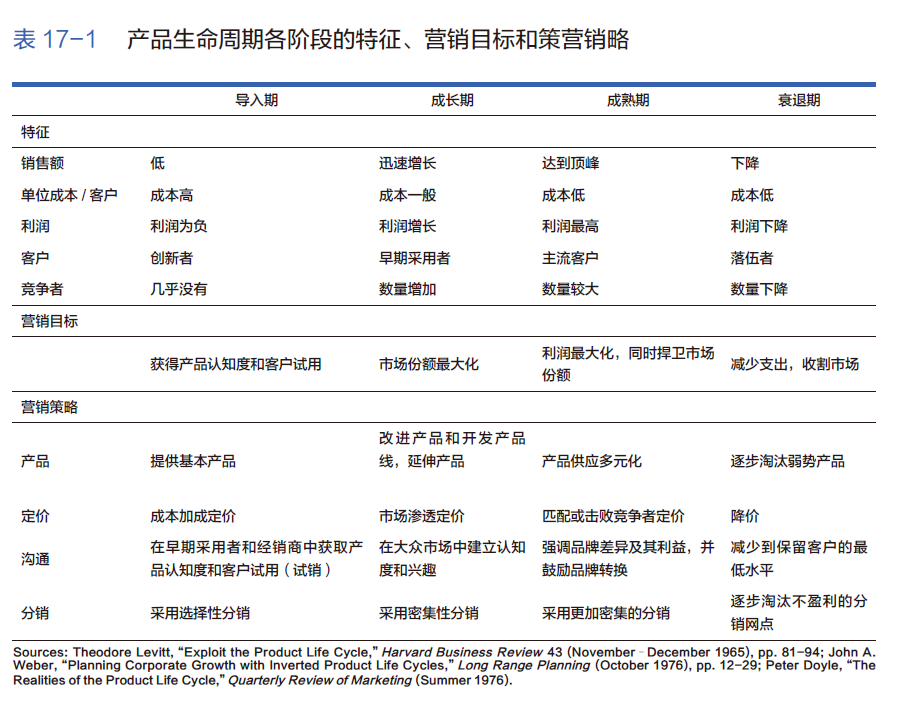 表 17-1 产品生命周期各阶段的特征、营销目标和策营销略
导入期 成长期 成熟期 衰退期
特征
销售额 低 迅速增长 达到顶峰 下降
单位成本 / 客户 成本高 成本一般 成本低 成本低
利润 利润为负 利润增长 利润最高 利润下降
客户 创新者 早期采用者 主流客户 落伍者
竞争者 几乎没有 数量增加 数量较大 数量下降
营销目标
获得产品认知度和客户试用 市场份额最大化 利润最大化，同时捍卫市场
份额 减少支出，收割市场
营销策略
产品 提供基本产品 改进产品和开发产品
线，延伸产品 产品供应多元化 逐步淘汰弱势产品
定价 成本加成定价 市场渗透定价 匹配或击败竞争者定价 降价
沟通 在早期采用者和经销商中获取产
品认知度和客户试用（试销） 在大众市场中建立认知
度和兴趣 强调品牌差异及其利益，并
鼓励品牌转换 减少到保留客户的最
低水平
分销 采用选择性分销 采用密集性分销 采用更加密集的分销 逐步淘汰不盈利的分
销网点
Sources: Theodore Levitt, “Exploit the Product Life Cycle,” Harvard Business Review 43 (November–December 1965), pp. 81–94; John A.
Weber, “Planning Corporate Growth with Inverted Product Life Cycles,” Long Range Planning (October 1976), pp. 12–29; Peter Doyle, “The
Realities of the Product Life Cycle,” Quarterly Review of Marketing (Summer 1976).